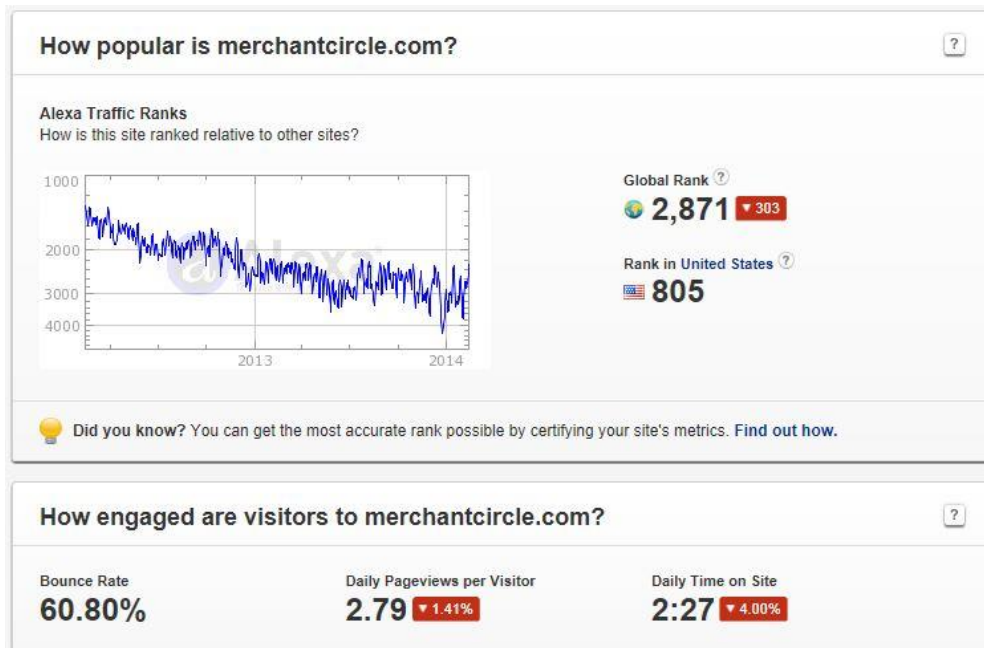 How popular is merchantcircle.com?
?
Alexa Traffic Ranks
How is this site ranked relative to other sites?
1000
2000
3000
4000
2013
2014
a Alexa
Global Rank ?
2,871 ▼ 303
Rank in United States ?
805
Did you know? You can get the most accurate rank possible by certifying your site's metrics. Find out how.
How engaged are visitors to merchantcircle.com?
?
Bounce Rate
60.80%
Daily Pageviews per Visitor
2.79 ▼ 1.41%
Daily Time on Site
2:27 ▼ 4.00%